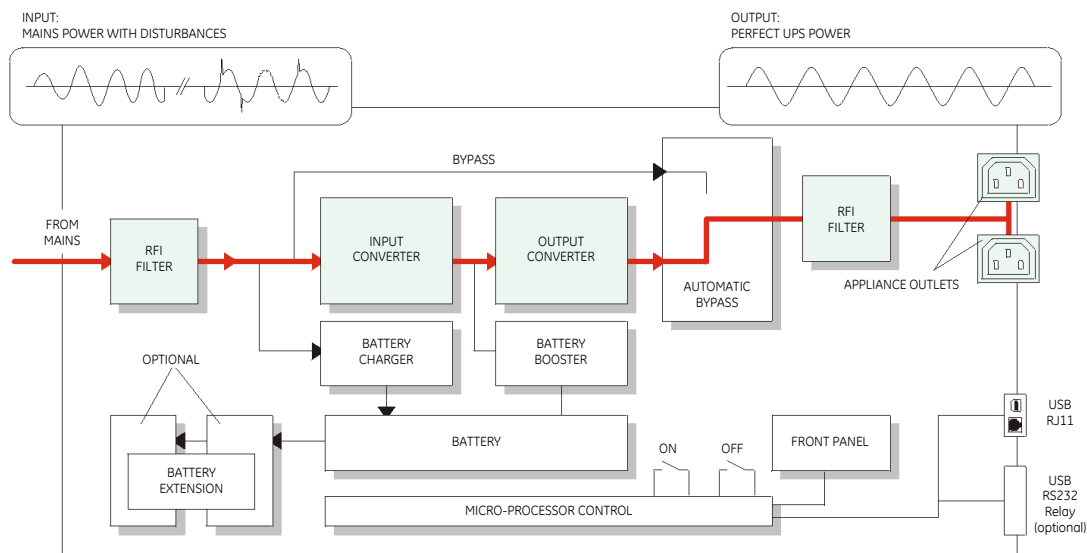 INPUT:
MAINS POWER WITH DISTURBANCES
OUTPUT:
PERFECT UPS POWER
BYPASS
FROM
MAINS
RFI
FILTER
INPUT
CONVERTER
OUTPUT
CONVERTER
AUTOMATIC
BYPASS
RFI
FILTER
APPLIANCE OUTLETS
BATTERY
CHARGER
BATTERY
BOOSTER
OPTIONAL
BATTERY
EXTENSION
BATTERY
ON
OFF
FRONT PANEL
MICRO-PROCESSOR CONTROL
USB
RJ11
USB
RS232
Relay
(optional)